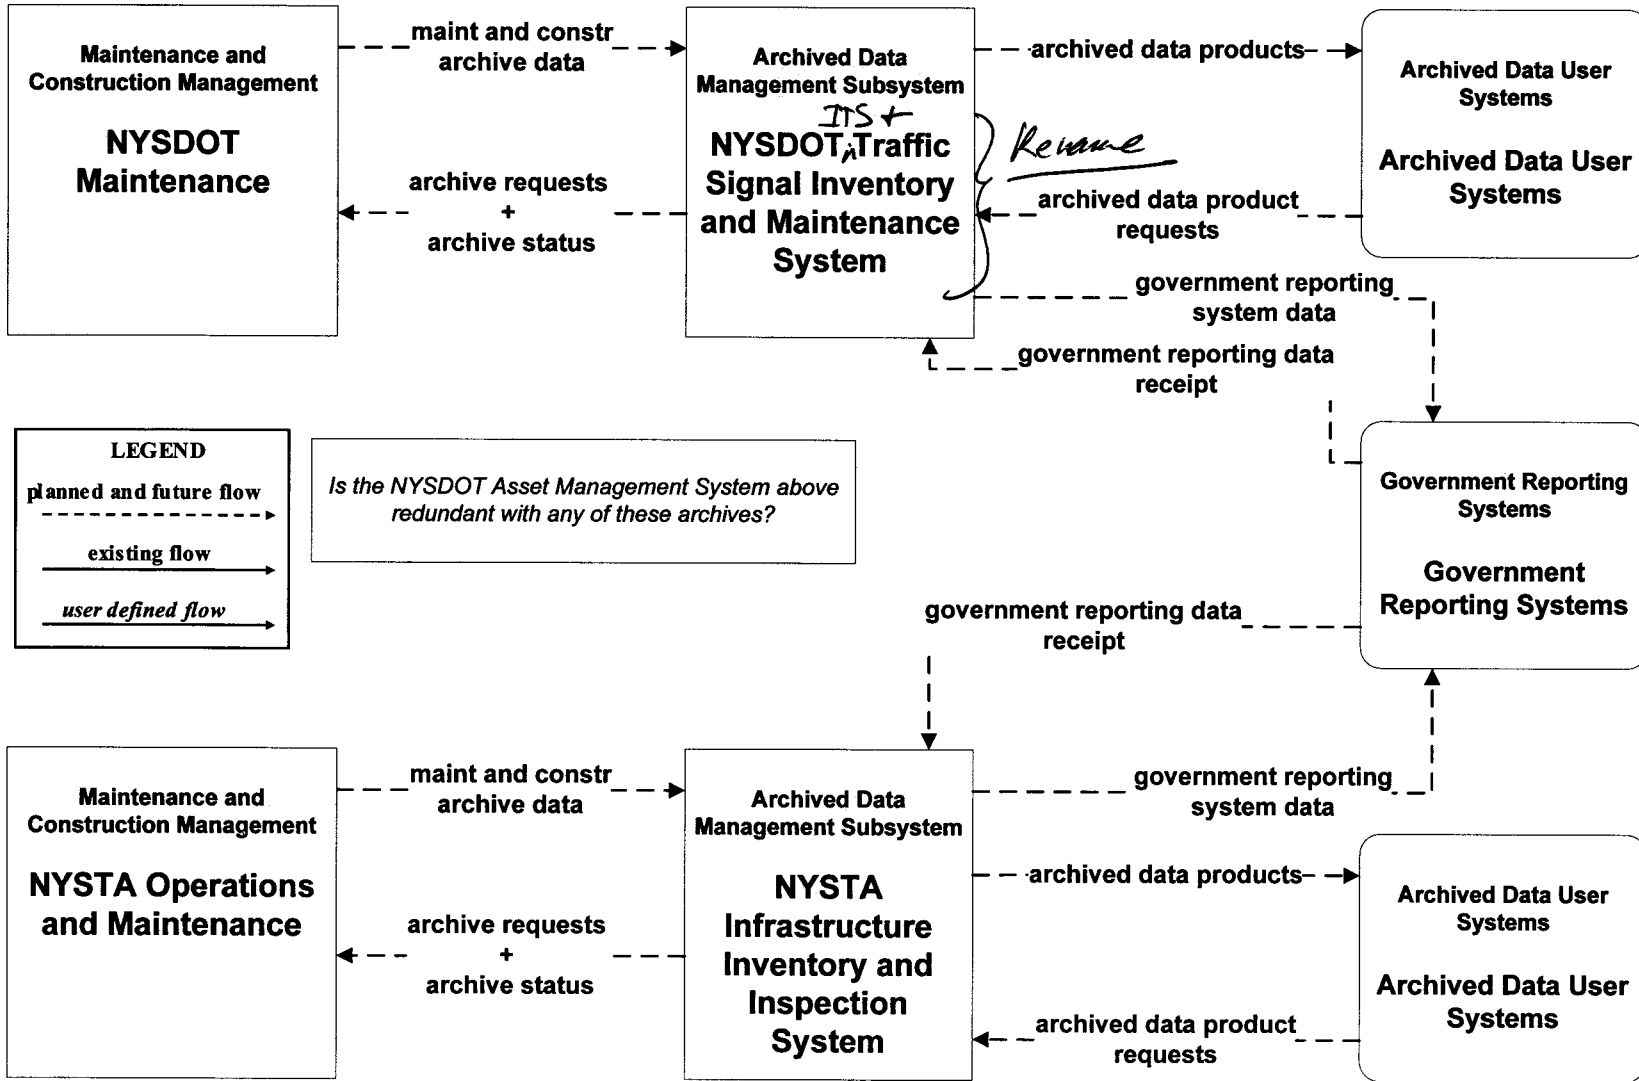 Maintenance and
Construction Management
NYSDOT
Maintenance
maint and constr
archive data
archive requests
+
archive status
Archived Data
Management Subsystem
ITS +
NYSDOT Traffic
Signal Inventory
and Maintenance
System
Rename
archived data products
archived data product
requests
Archived Data User
Systems
Archived Data User
Systems
government reporting
system data
government reporting data
receipt
LEGEND
planned and future flow
existing flow
user defined flow
Is the NYSDOT Asset Management System above
redundant with any of these archives?
Government Reporting
Systems
Government
Reporting Systems
government reporting data
receipt
Maintenance and
Construction Management
NYSTA Operations
and Maintenance
maint and constr
archive data
archive requests
+
archive status
Archived Data
Management Subsystem
NYSTA
Infrastructure
Inventory and
Inspection
System
government reporting
system data
archived data products
archived data product
requests
Archived Data User
Systems
Archived Data User
Systems